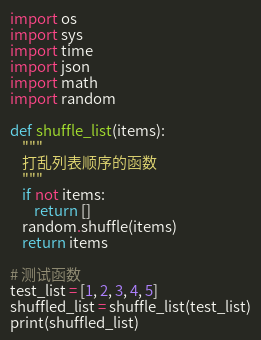 import os
import sys
import time
import json
import math
import random

def shuffle_list(items):
    """
    打乱列表顺序的函数
    """
    if not items:
        return []
    random.shuffle(items)
    return items

# 测试函数
test_list = [1, 2, 3, 4, 5]
shuffled_list = shuffle_list(test_list)
print(shuffled_list)